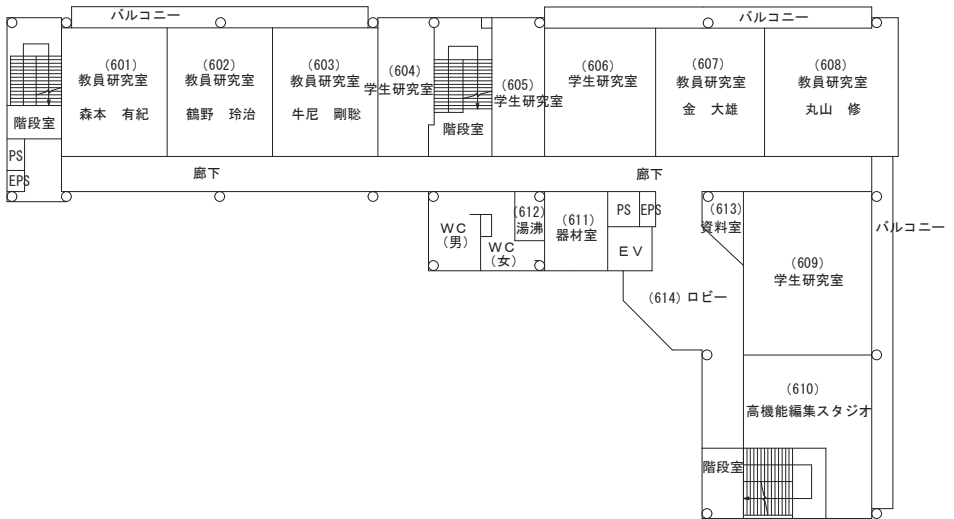 バルコニー
バルコニー
(601)
教員研究室
森本 有紀
(602)
教員研究室
鶴野 玲治
(603)
教員研究室
牛尼 剛聡
(604)
学生研究室
階段室
(605)
学生研究室
(606)
学生研究室
(607)
教員研究室
金 大雄
(608)
教員研究室
丸山 修
階段室
PS
EPS
廊下
廊下
WC
(男)
WC
(女)
(612)
湯沸
(611)
器材室
PS
EPS
EV
(613)
資料室
バルコニー
(609)
学生研究室
(614) ロビー
(610)
高機能編集スタジオ
階段室